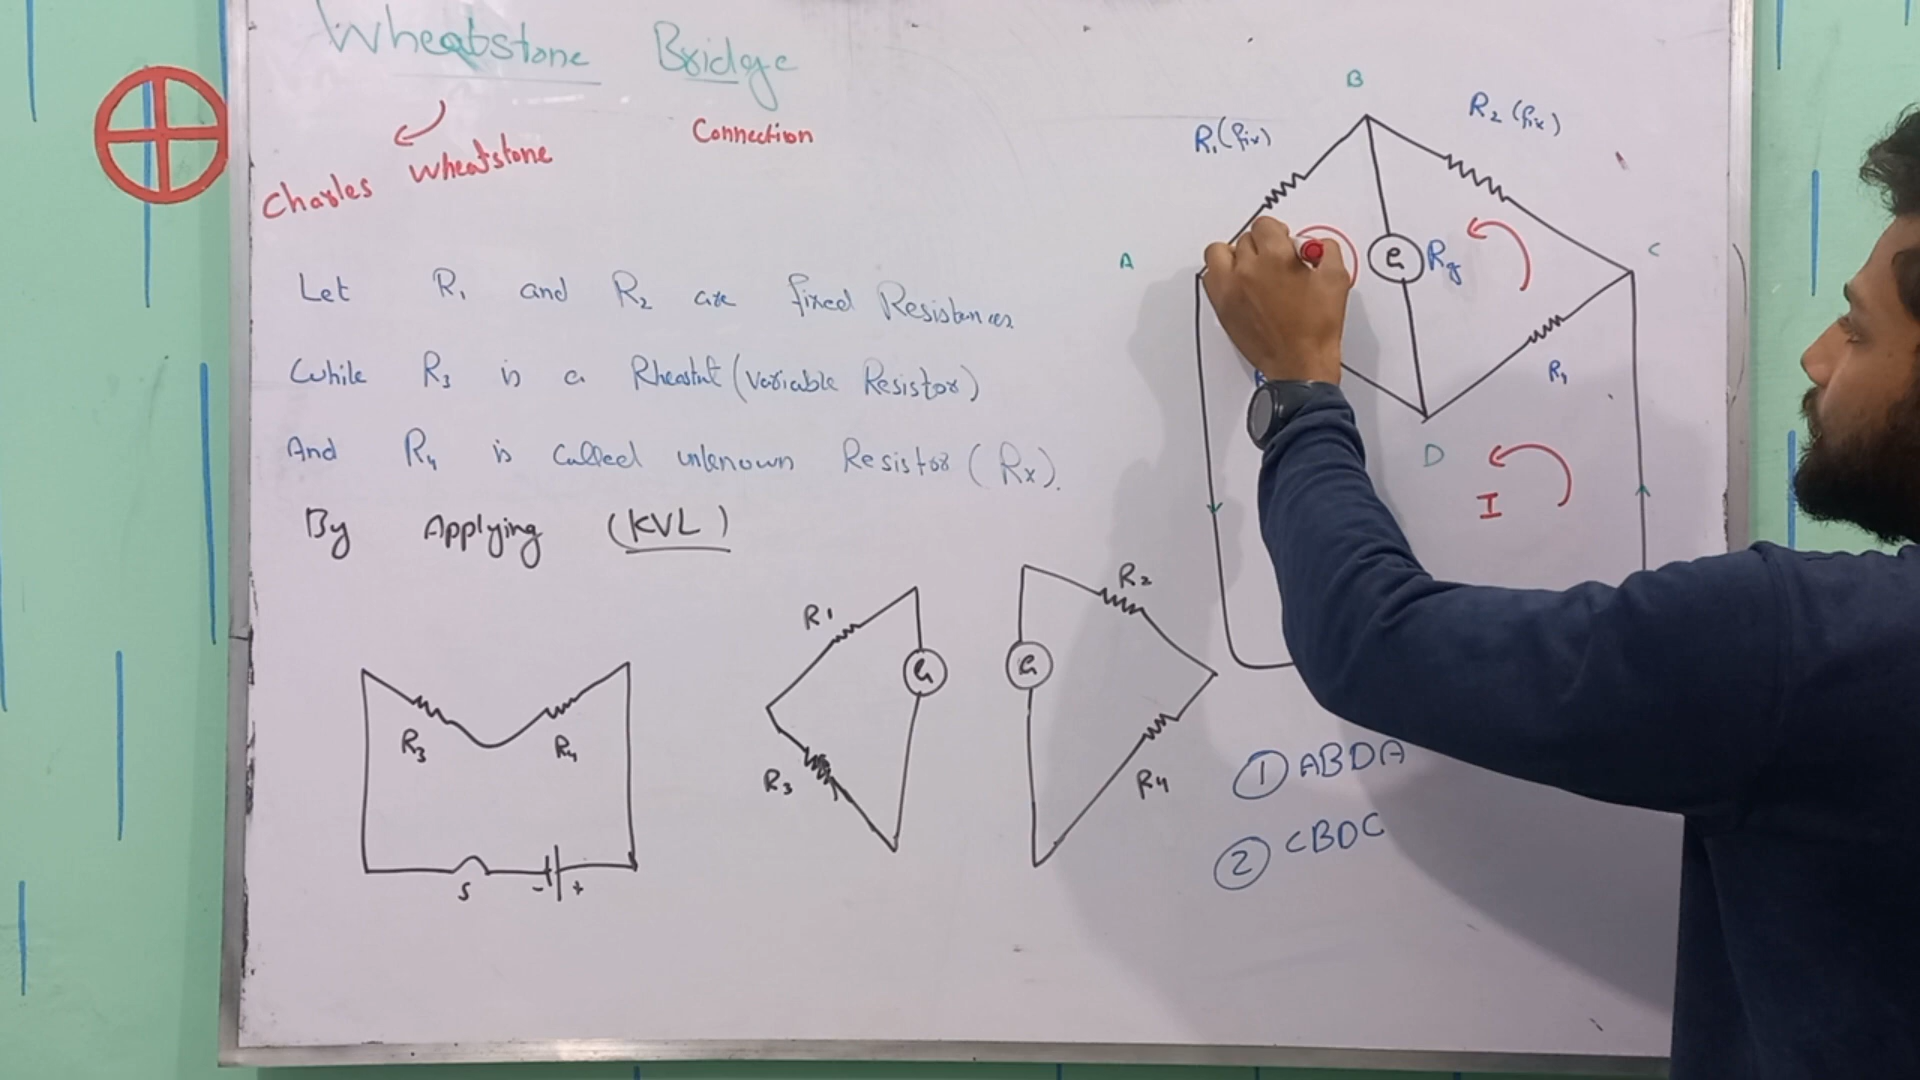 Wheatstone Bridge
Charles Wheatstone
Connection
Let R1 and R2 are fixed Resistances
While R3 is a Rheostat (Variable Resistor)
And R4 is called unknown Resistor (Rx).
By Applying (KVL)
R3
R4
S
- +
R1
G
R3
R2
G
R4
① ABDA
② CBDC
B
R1 (fix)
R2 (fix)
A
G Rg
C
R4
D
I